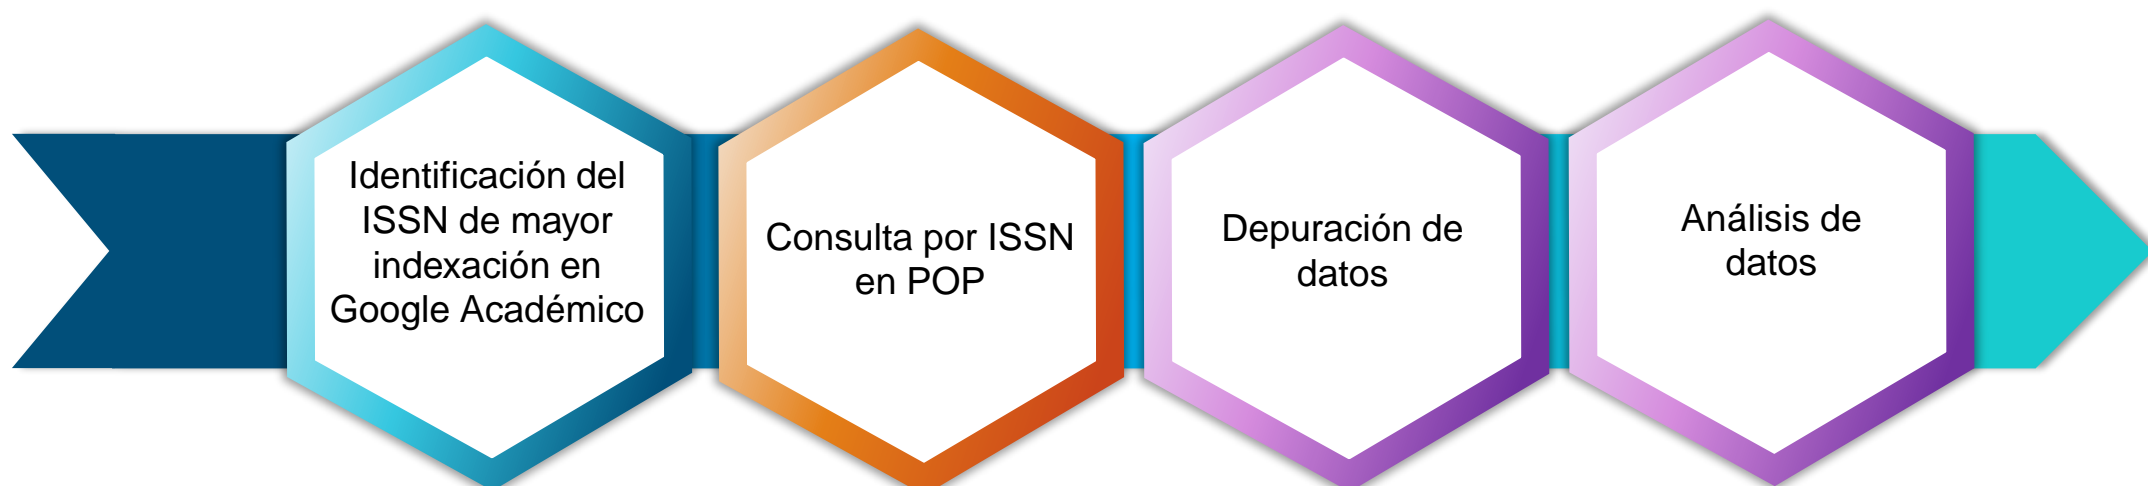 Identificación del
ISSN de mayor
indexación en
Google Académico
Consulta por ISSN
en POP
Depuración de
datos
Análisis de
datos